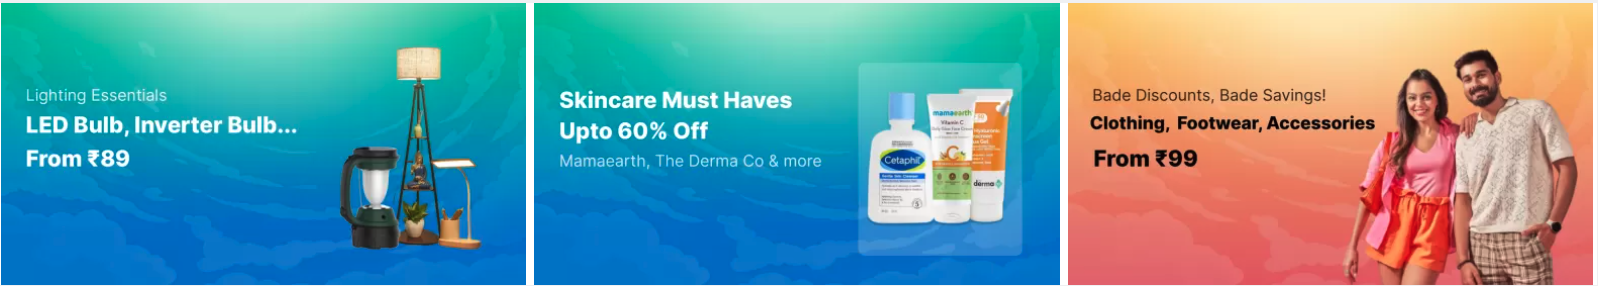 Lighting Essentials
LED Bulb, Inverter Bulb...
From ₹89
Skincare Must Haves
Upto 60% Off
Mamaearth, The Derma Co & more
Cetaphil
mamaearth
Vitamin C
derma
Bade Discounts, Bade Savings!
Clothing, Footwear, Accessories
From ₹99